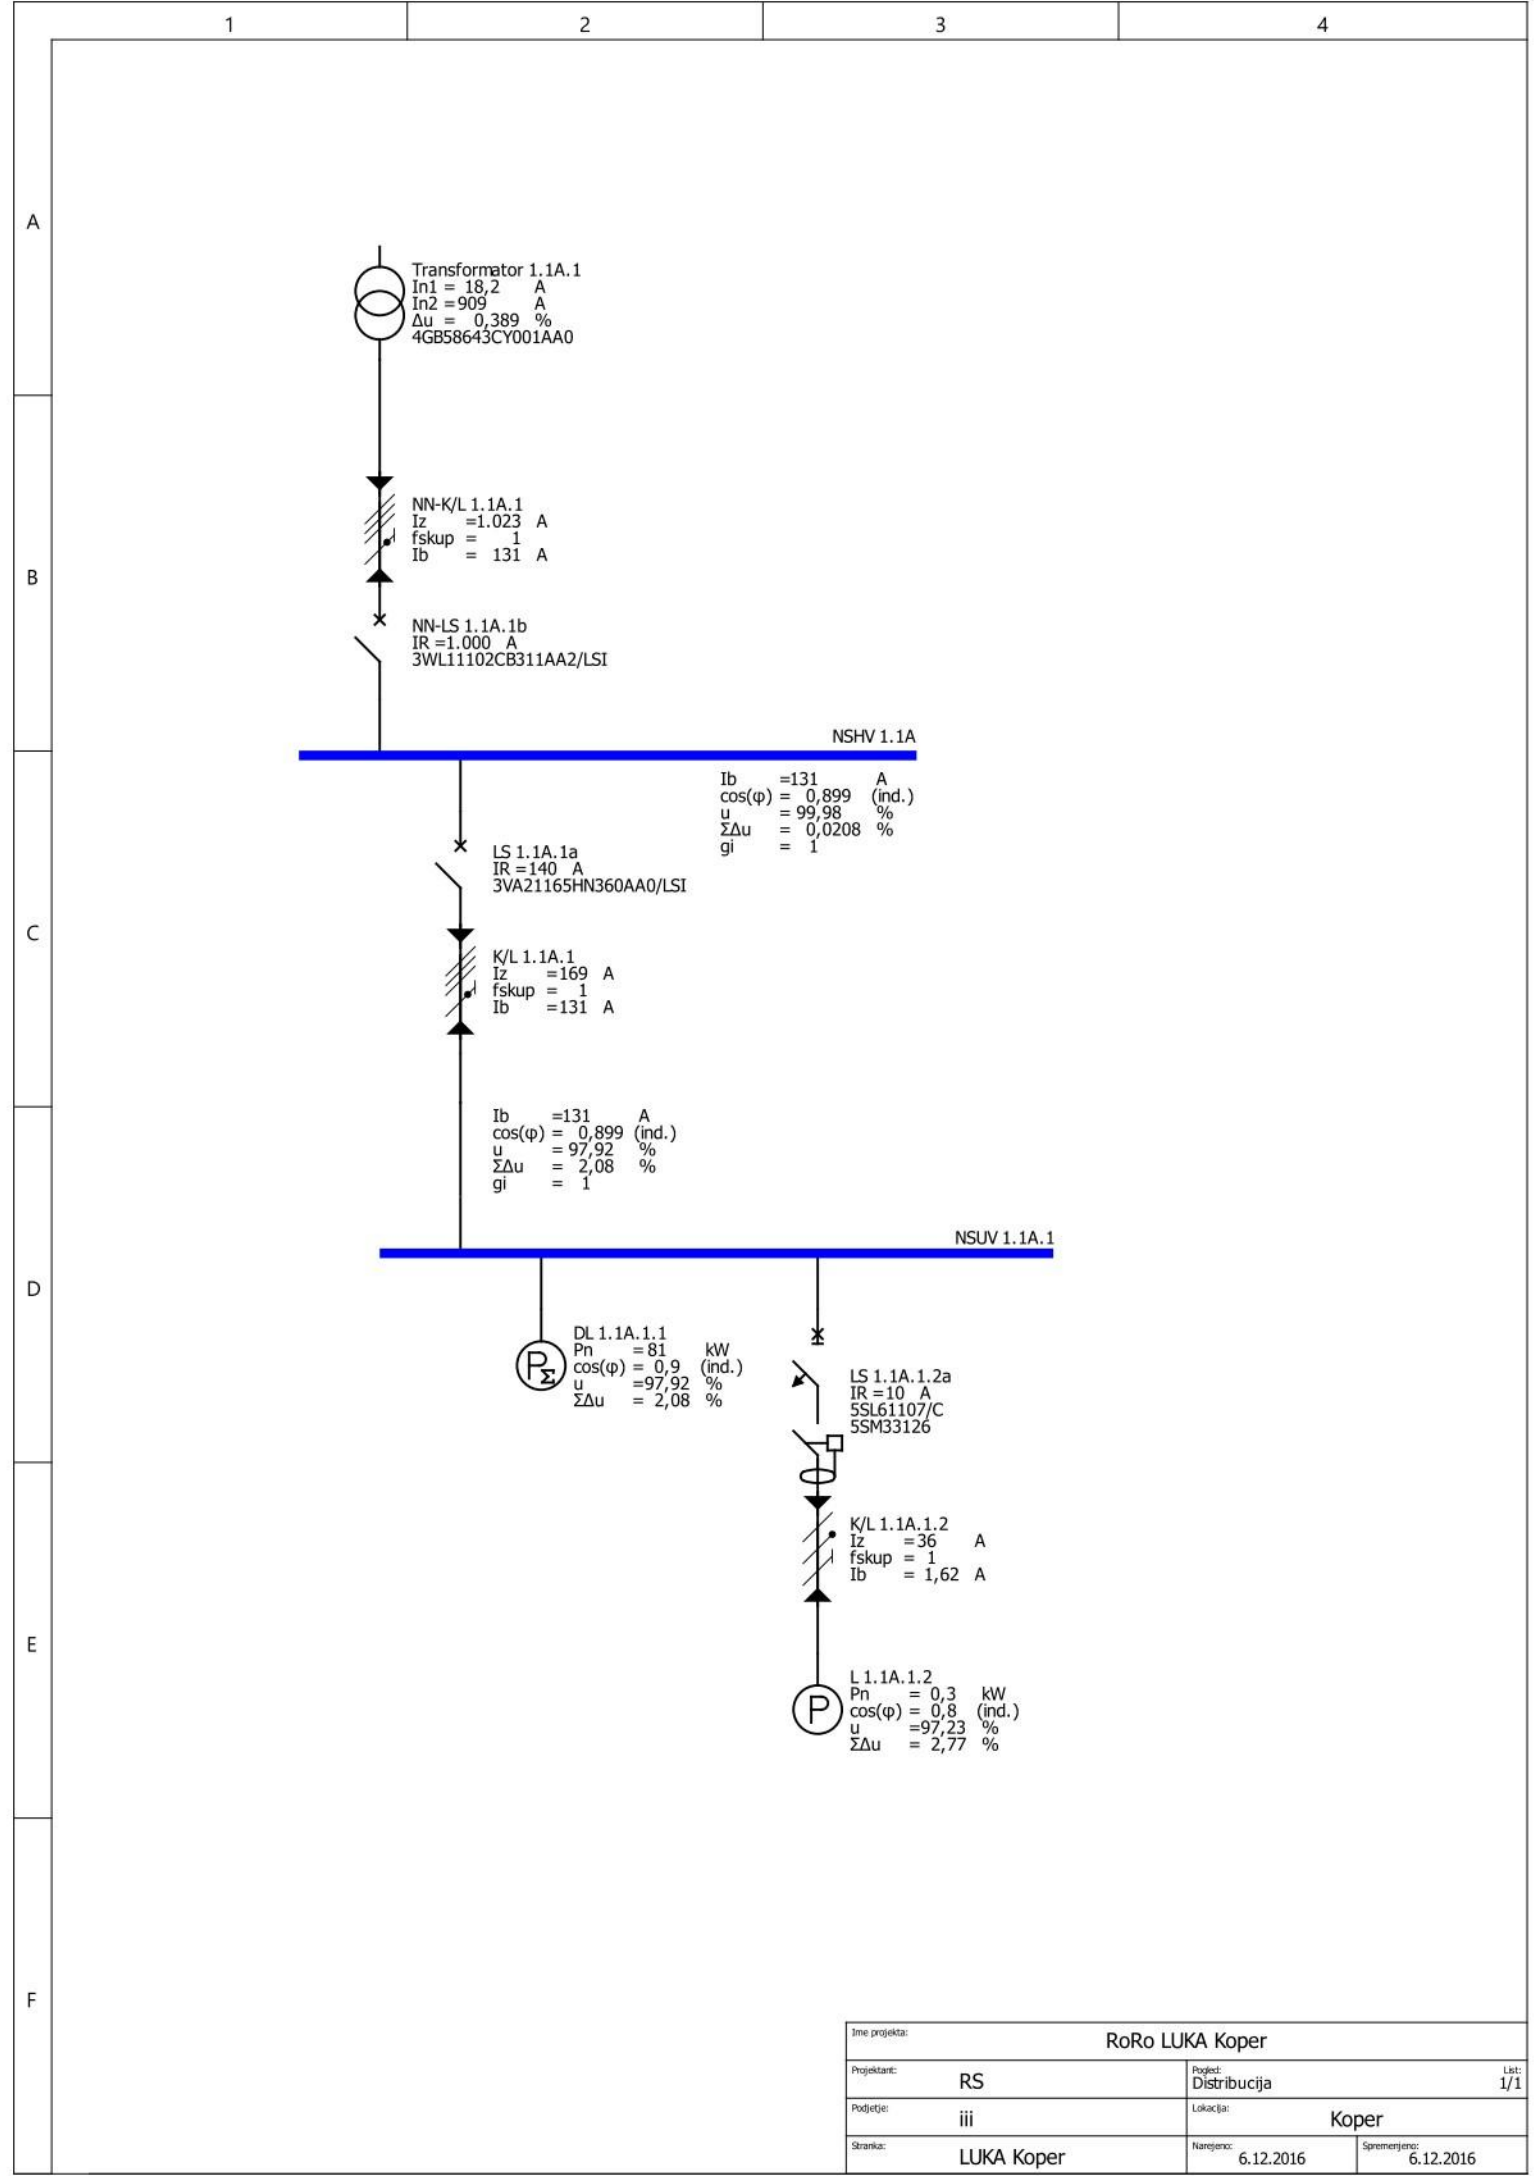 1 2 3 4
A
Transformator 1.1A.1
In1 = 18,2 A
In2 =909 A
Δu = 0,389 %
4GB58643CY001AA0
NN-K/L 1.1A.1
Iz =1.023 A
fskup = 1
Ib = 131 A
B
NN-LS 1.1A.1b
IR =1.000 A
3WL11102CB311AA2/LSI
NSHV 1.1A
Ib =131 A
cos(φ) = 0,899 (ind.)
u = 99,98 %
ΣΔu = 0,0208 %
gi = 1
LS 1.1A.1a
IR =140 A
3VA21165HN360AA0/LSI
C
K/L 1.1A.1
Iz =169 A
fskup = 1
Ib =131 A
Ib =131 A
cos(φ) = 0,899 (ind.)
u = 97,92 %
ΣΔu = 2,08 %
gi = 1
NSUV 1.1A.1
D
PΣ
DL 1.1A.1.1
Pn = 81 kW
cos(φ) = 0,9 (ind.)
u =97,92 %
ΣΔu = 2,08 %
LS 1.1A.1.2a
IR =10 A
5SL61107/C
5SM33126
K/L 1.1A.1.2
Iz =36 A
fskup = 1
Ib = 1,62 A
E
P
L 1.1A.1.2
Pn = 0,3 kW
cos(φ) = 0,8 (ind.)
u =97,23 %
ΣΔu = 2,77 %
F
Ime projekta: RoRo LUKA Koper
Projektant: RS
Pogled: Distribucija
List: 1/1
Podjetje: iii
Lokacija: Koper
Stranka: LUKA Koper
Narejeno: 6.12.2016
Spremenjeno: 6.12.2016